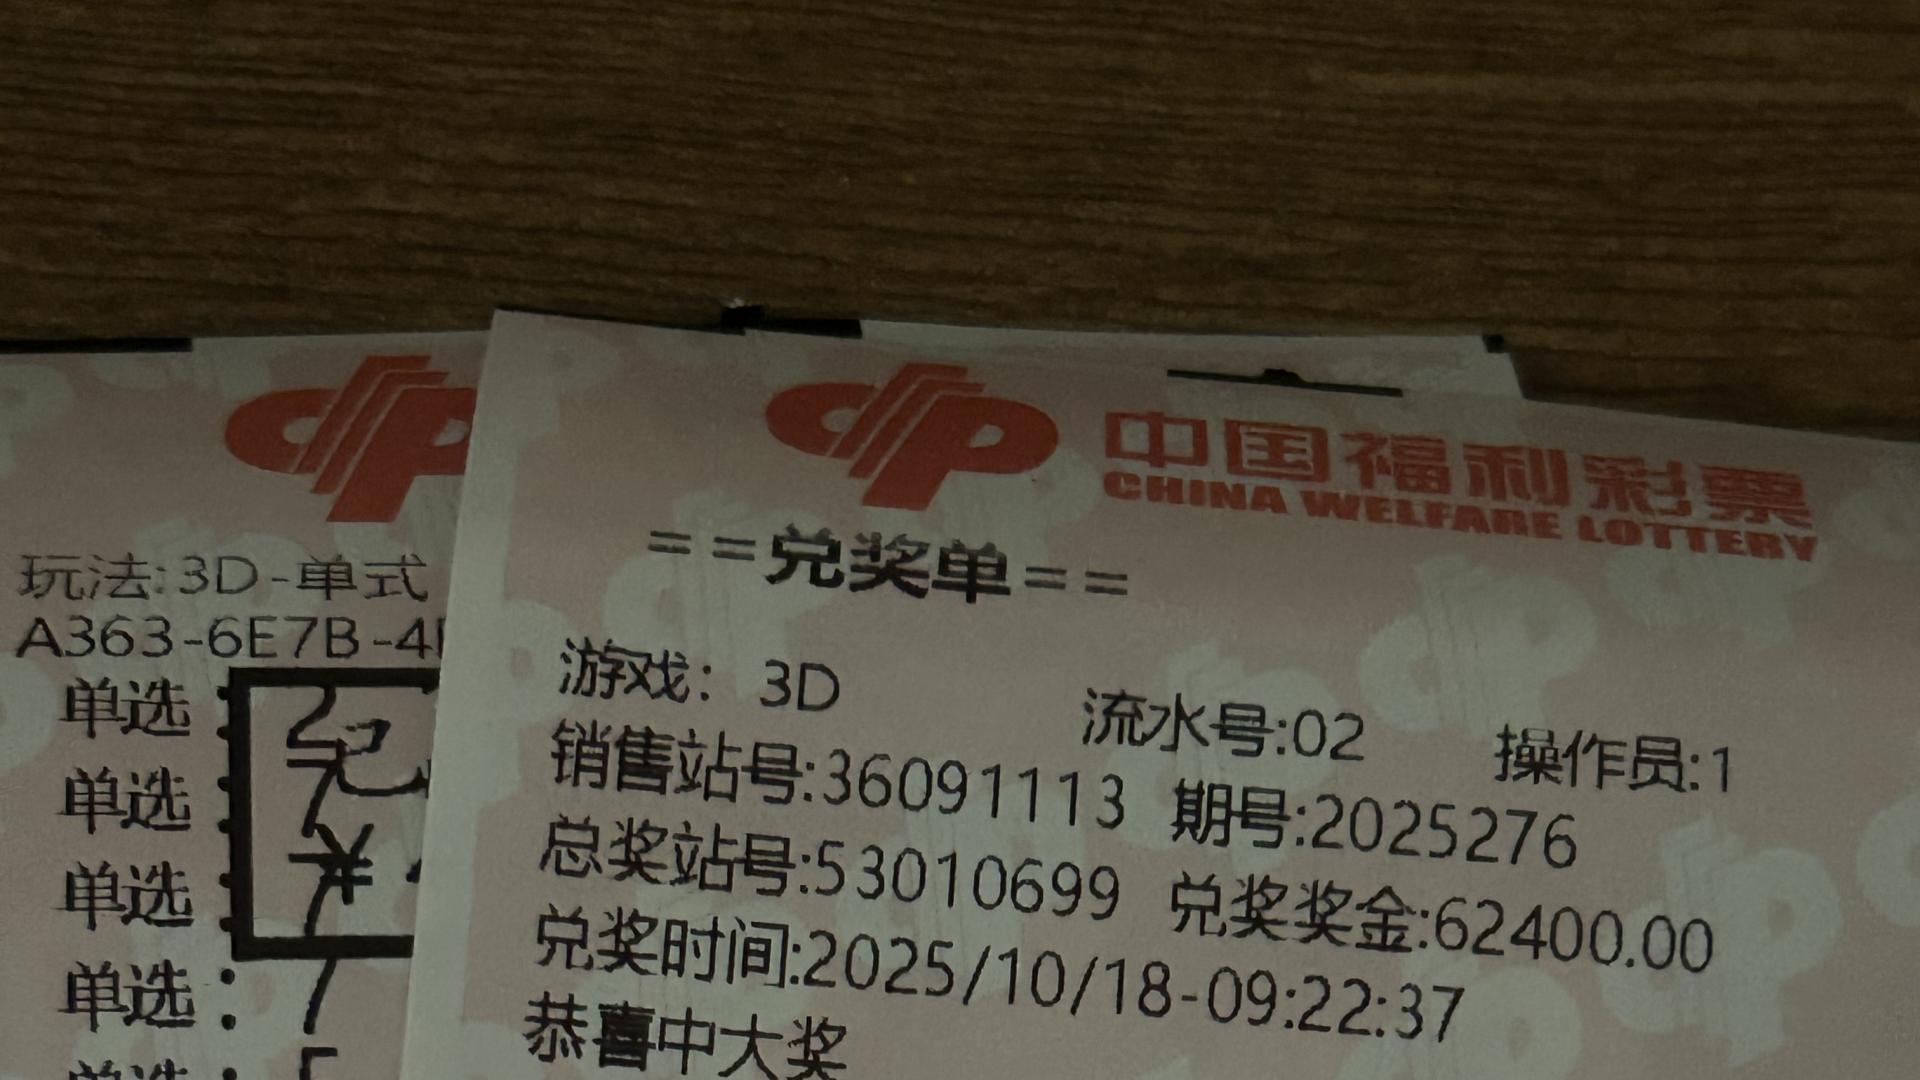 玩法:3D-单式
A363-6E7B-4
单选
单选
单选
单选:
单选:
中国福利彩票
CHINA WELFARE LOTTERY
==兑奖单==
游戏: 3D 流水号:02 操作员:1
销售站号:36091113 期号:2025276
总奖站号:53010699 兑奖奖金:62400.00
兑奖时间:2025/10/18-09:22:37
恭喜中大奖